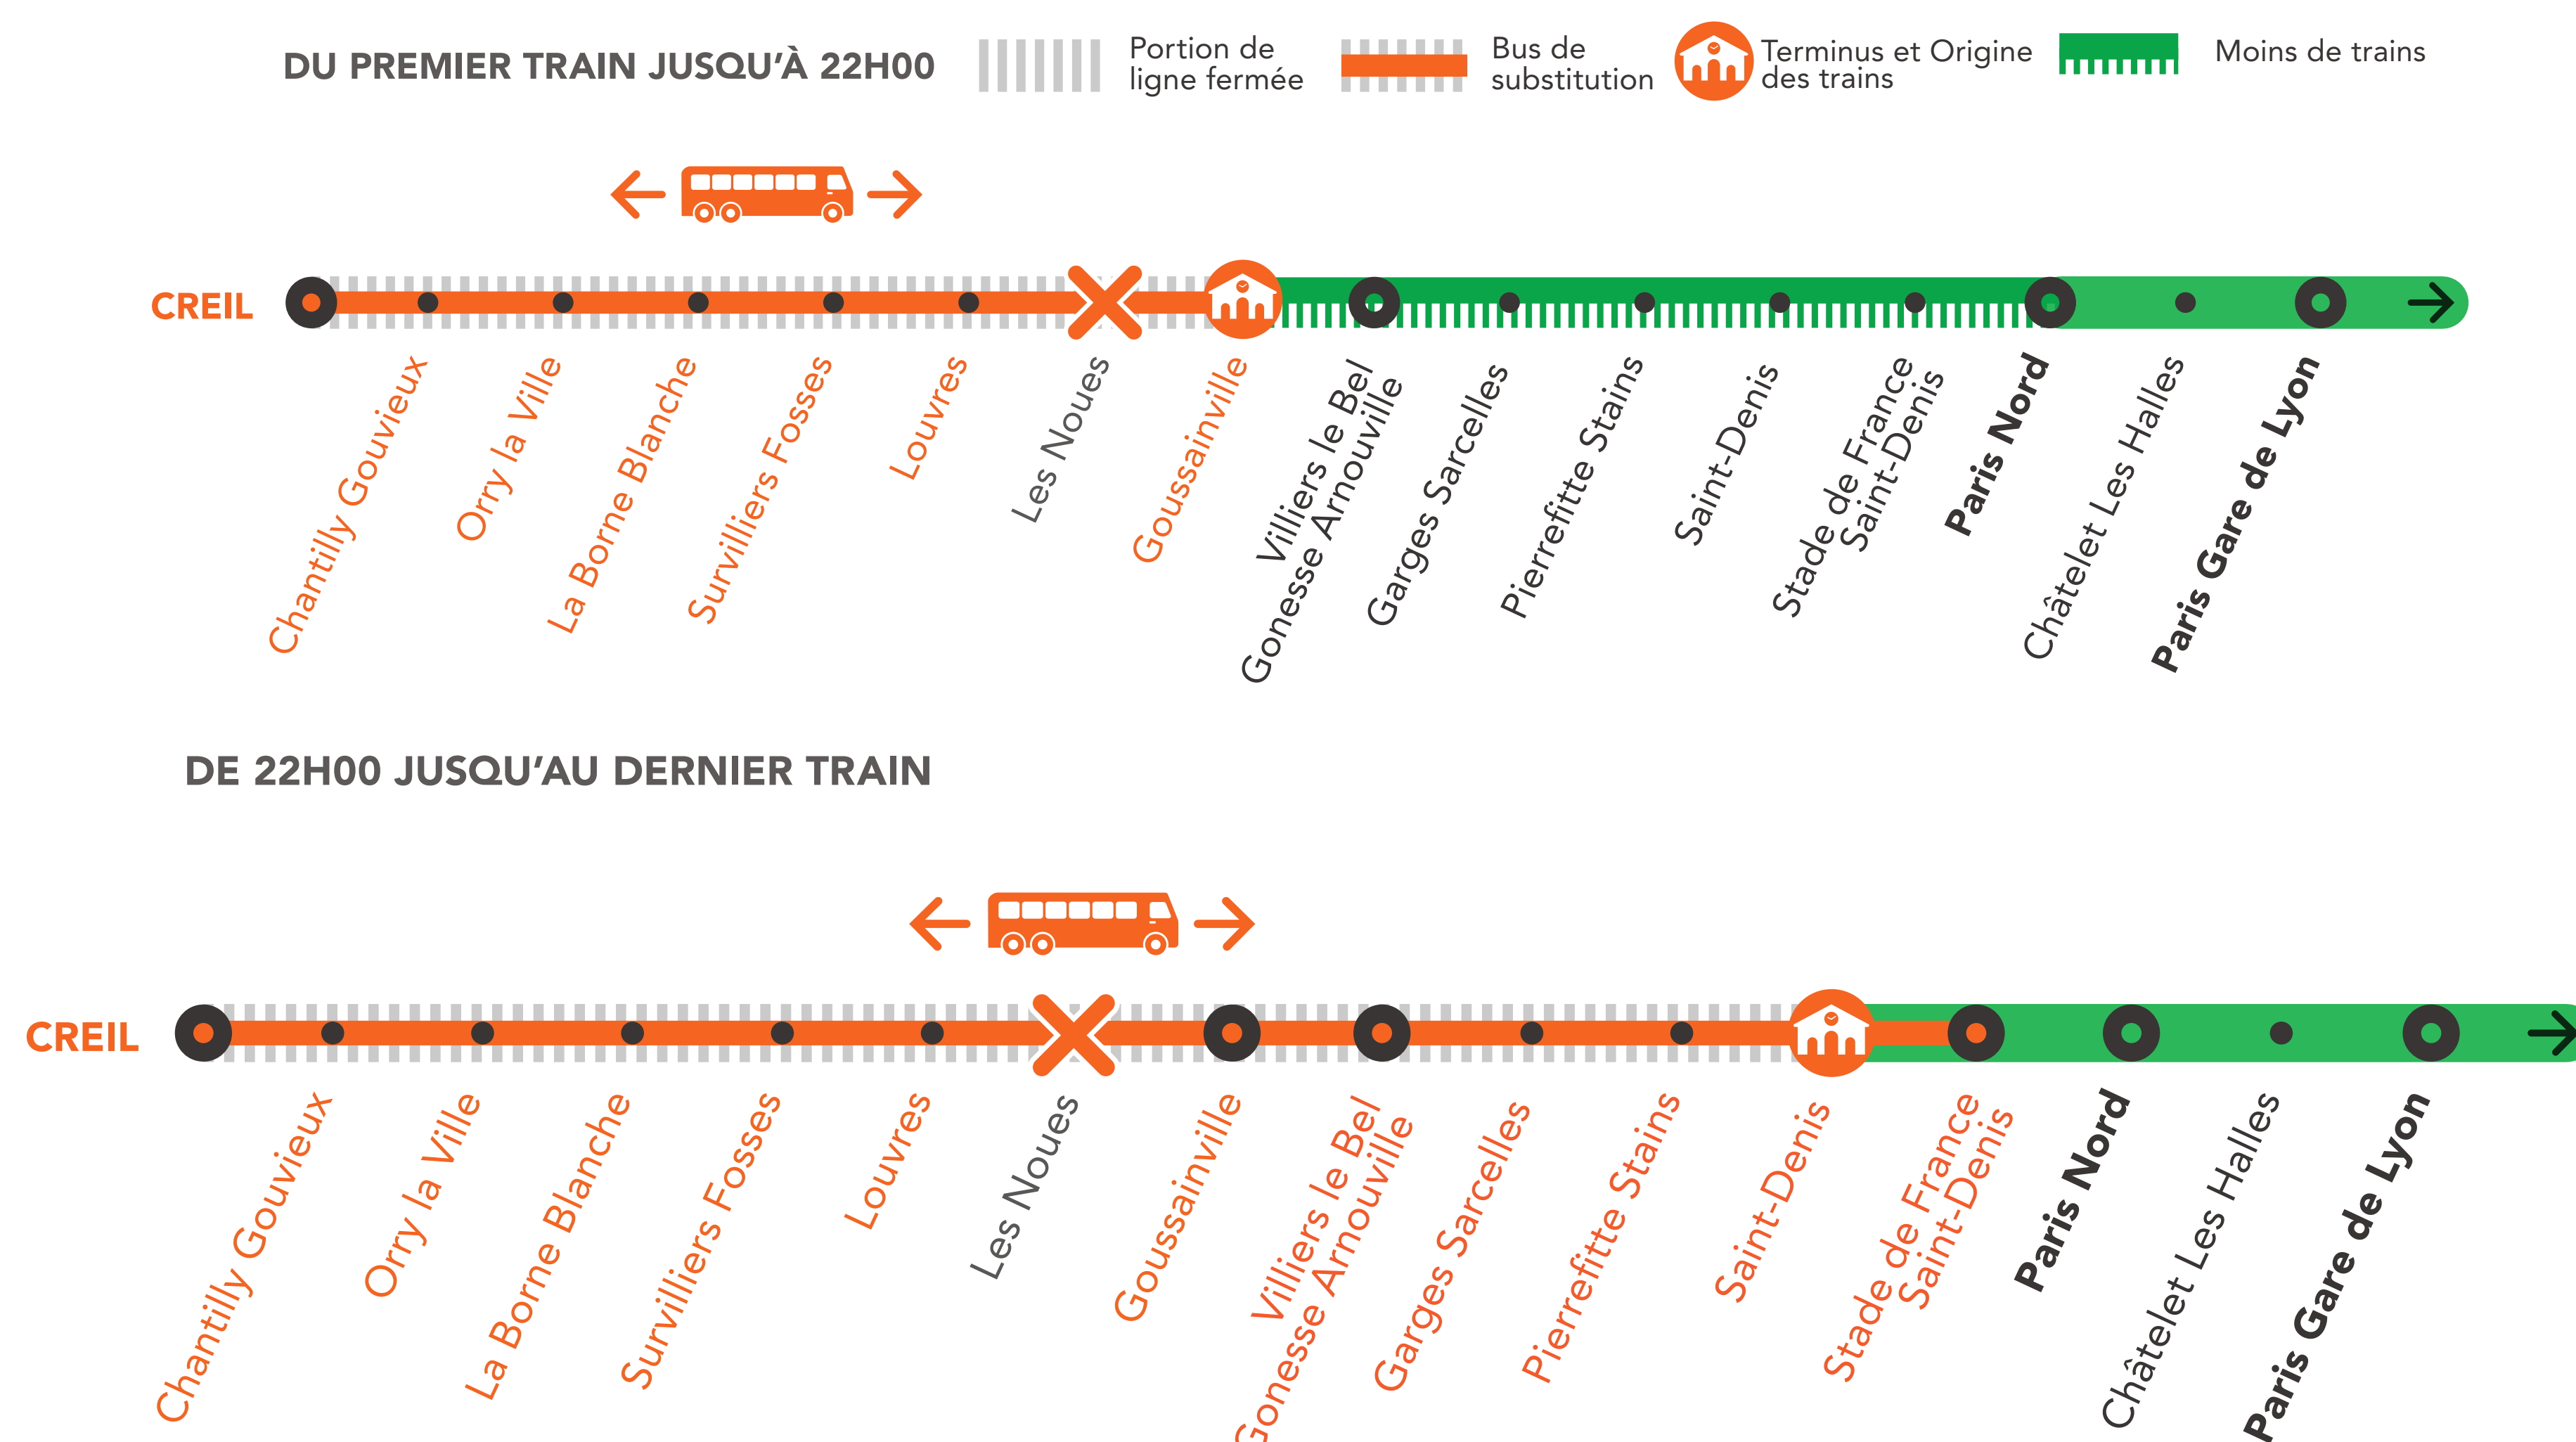 DU PREMIER TRAIN JUSQU’À 22H00
Portion de
ligne fermée
Bus de
substitution
Terminus et Origine
des trains
Moins de trains
CREIL
Chantilly Gouvieux
Orry la Ville
La Borne Blanche
Survilliers Fosses
Louvres
Les Noues
Goussainville
Villiers le Bel
Gonesse Arnouville
Garges Sarcelles
Pierrefitte Stains
Saint-Denis
Stade de France
Saint-Denis
Paris Nord
Châtelet Les Halles
Paris Gare de Lyon
DE 22H00 JUSQU’AU DERNIER TRAIN
CREIL
Chantilly Gouvieux
Orry la Ville
La Borne Blanche
Survilliers Fosses
Louvres
Les Noues
Goussainville
Villiers le Bel
Gonesse Arnouville
Garges Sarcelles
Pierrefitte Stains
Saint-Denis
Stade de France
Saint-Denis
Paris Nord
Châtelet Les Halles
Paris Gare de Lyon